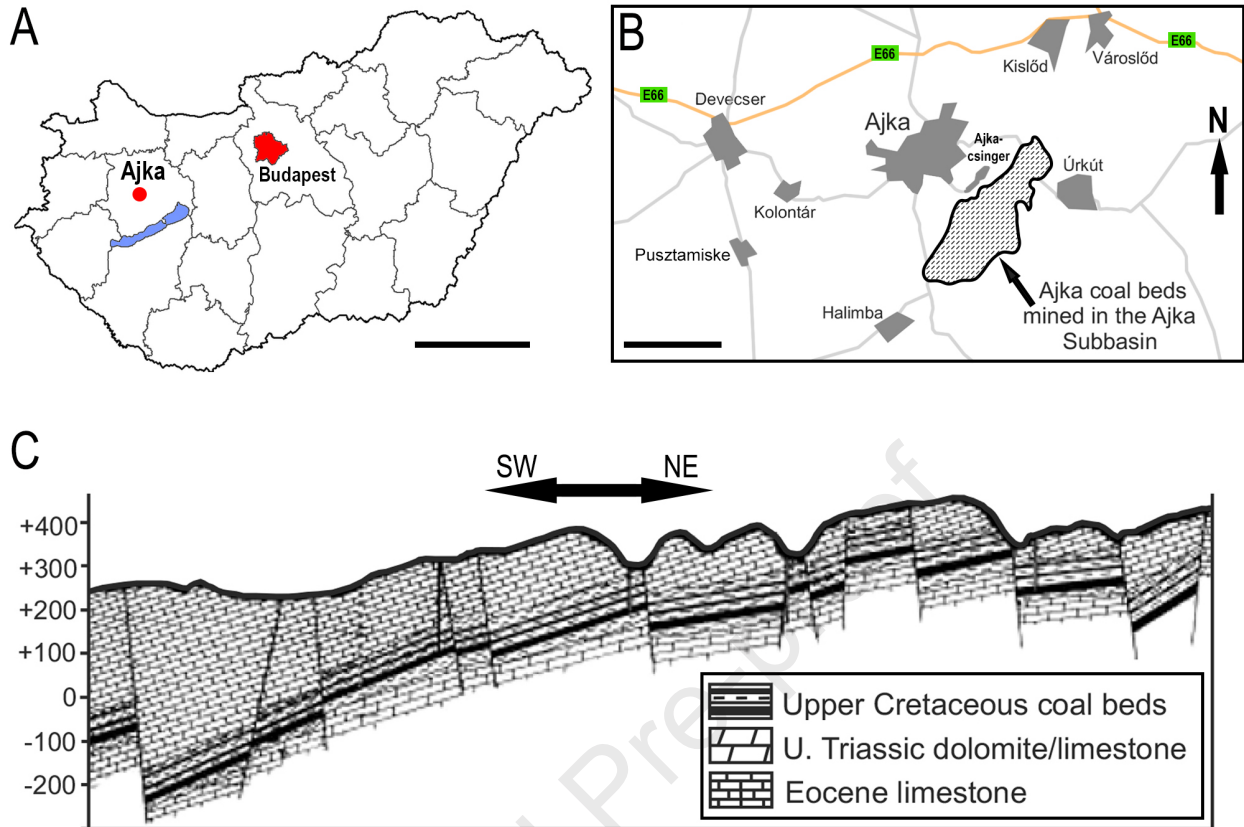 A
Ajka
Budapest
B
E66
E66
E66
Kislőd
Városlőd
Devecser
Ajka
Ajka-
csinger
N
Úrkút
Kolontár
Pusztamiske
Halimba
Ajka coal beds
mined in the Ajka
Subbasin
C
SW
NE
+400
+300
+200
+100
0
-100
-200
Upper Cretaceous coal beds
U. Triassic dolomite/limestone
Eocene limestone
Pre-proof